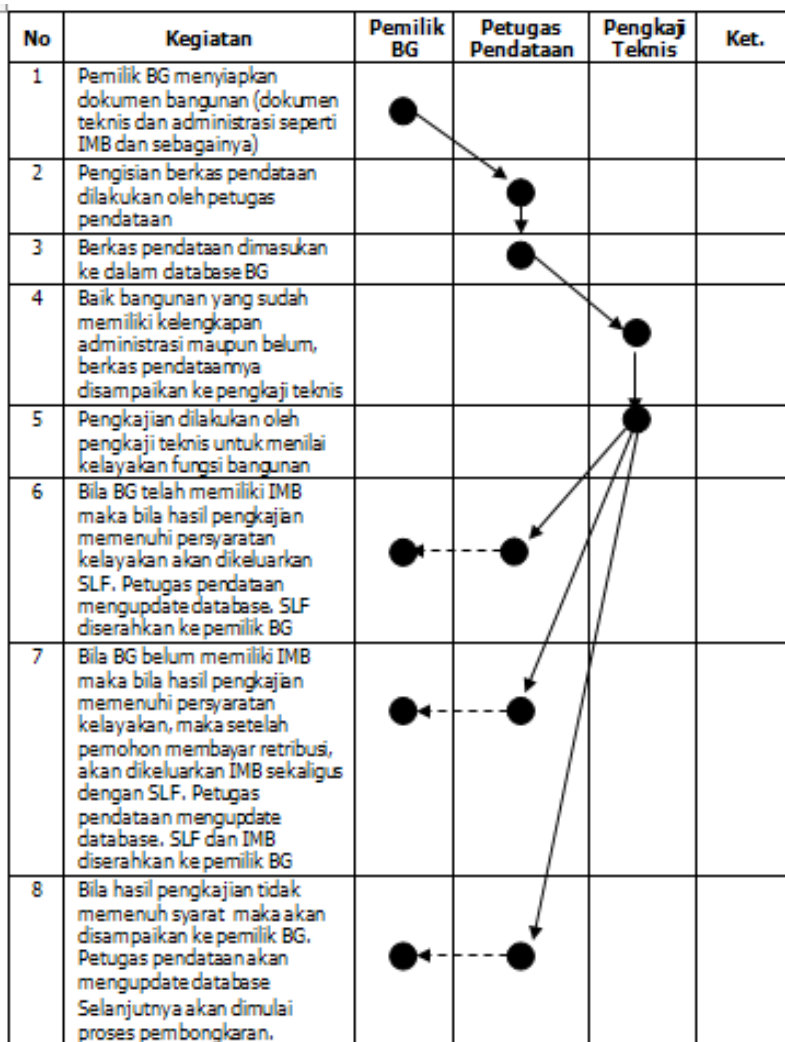 No Kegiatan Pemilik BG Petugas Pendataan Pengkaji Teknis Ket.
1 Pemilik BG menyiapkan
dokumen bangunan (dokumen
teknis dan administrasi seperti
IMB dan sebagainya)
2 Pengisian berkas pendataan
dilakukan oleh petugas
pendataan
3 Berkas pendataan dimasukan
ke dalam database BG
4 Baik bangunan yang sudah
memiliki kelengkapan
administrasi maupun belum,
berkas pendataannya
disampaikan ke pengkaji teknis
5 Pengkajian dilakukan oleh
pengkaji teknis untuk menilai
kelayakan fungsi bangunan
6 Bila BG telah memiliki IMB
maka bila hasil pengkajian
memenuhi persyaratan
kelayakan akan dikeluarkan
SLF. Petugas pendataan
mengupdate database. SLF
diserahkan ke pemilik BG
7 Bila BG belum memiliki IMB
maka bila hasil pengkajian
memenuhi persyaratan
kelayakan, maka setelah
pemohon membayar retribusi,
akan dikeluarkan IMB sekaligus
dengan SLF. Petugas
pendataan mengupdate
database. SLF dan IMB
diserahkan ke pemilik BG
8 Bila hasil pengkajian tidak
memenuh syarat maka akan
disampaikan ke pemilik BG.
Petugas pendataan akan
mengupdate database
Selanjutnya akan dimulai
proses pembongkaran.